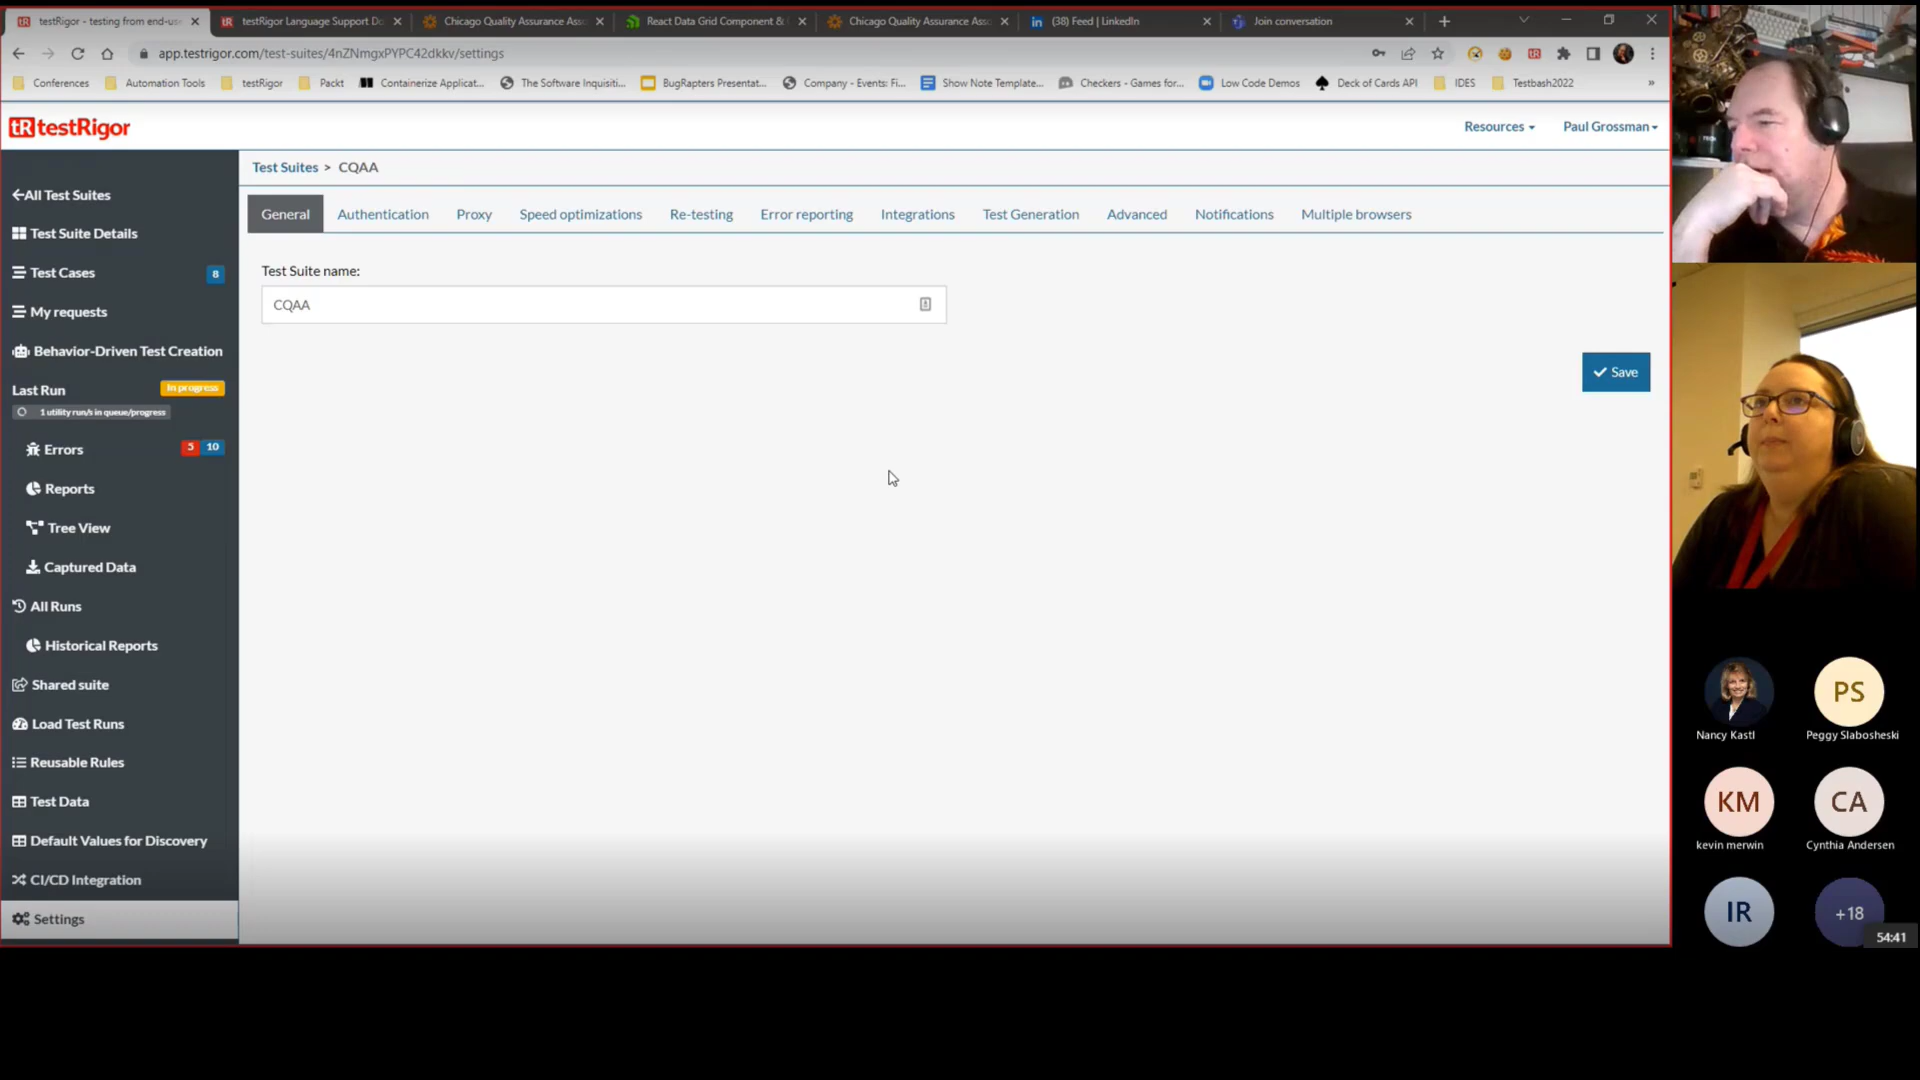 testRigor - testing from end-us
testRigor Language Support Do
Chicago Quality Assurance Ass
React Data Grid Component &
Chicago Quality Assurance Ass
(38) Feed | LinkedIn
Join conversation
app.testrigor.com/test-suites/4nZNmgxPYPC42dkkv/settings
Conferences
Automation Tools
testRigor
Packt
Containerize Applicat...
The Software Inquisiti...
BugRapters Presentat...
Company - Events: Fi...
Show Note Template...
Checkers - Games for...
Low Code Demos
Deck of Cards API
IDES
Testbash2022
»
tR testRigor
Resources
Paul Grossman
Test Suites > CQAA
All Test Suites
Test Suite Details
Test Cases 8
My requests
Behavior-Driven Test Creation
Last Run In progress
1 utility run/s in queue/progress
Errors 5 10
Reports
Tree View
Captured Data
All Runs
Historical Reports
Shared suite
Load Test Runs
Reusable Rules
Test Data
Default Values for Discovery
CI/CD Integration
Settings
General
Authentication
Proxy
Speed optimizations
Re-testing
Error reporting
Integrations
Test Generation
Advanced
Notifications
Multiple browsers
Test Suite name:
CQAA
Save
Nancy Kastl
PS
Peggy Slabosheski
KM
kevin merwin
CA
Cynthia Andersen
IR
+18
54:41